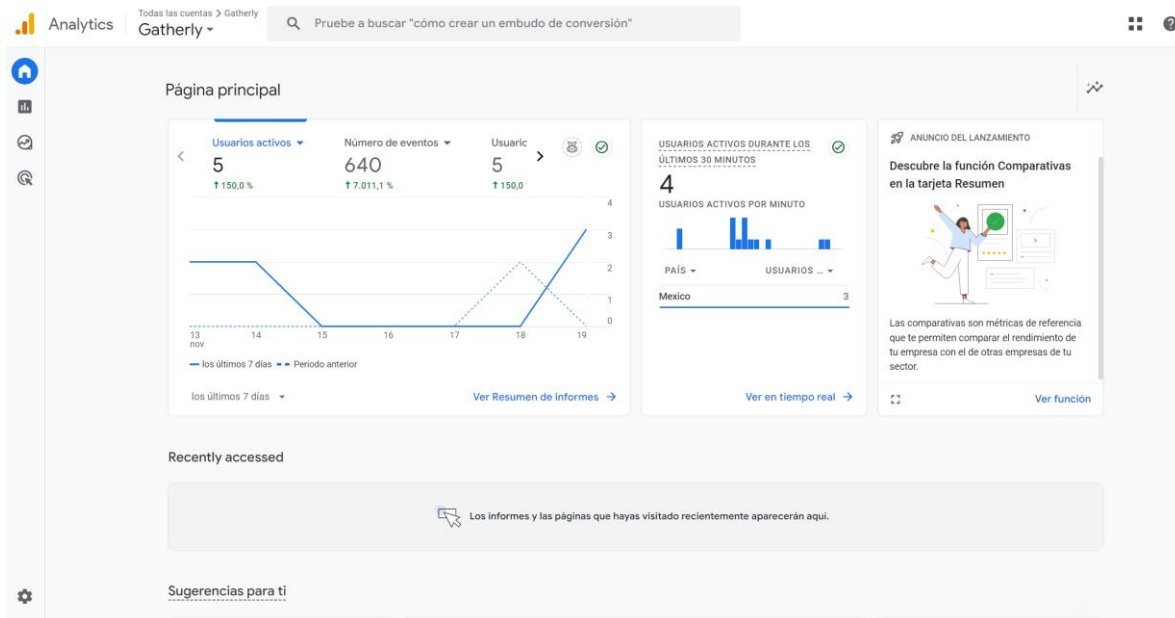 Todas las cuentas > Gatherly
Analytics
Gatherly
Pruebe a buscar "cómo crear un embudo de conversión"
Página principal
Usuarios activos
5
↑ 150,0 %
Número de eventos
640
↑ 7.011,1 %
Usuaric
5
↑ 150,0
4
3
2
1
0
13
nov
14
15
16
17
18
19
los últimos 7 días
Periodo anterior
los últimos 7 días
Ver Resumen de informes →
USUARIOS ACTIVOS DURANTE LOS
ÚLTIMOS 30 MINUTOS
4
USUARIOS ACTIVOS POR MINUTO
PAÍS
USUARIOS ...
Mexico
3
Ver en tiempo real →
ANUNCIO DEL LANZAMIENTO
Descubre la función Comparativas
en la tarjeta Resumen
Las comparativas son métricas de referencia
que te permiten comparar el rendimiento de
tu empresa con el de otras empresas de tu
sector.
Ver función
Recently accessed
Los informes y las páginas que hayas visitado recientemente aparecerán aquí.
Sugerencias para ti